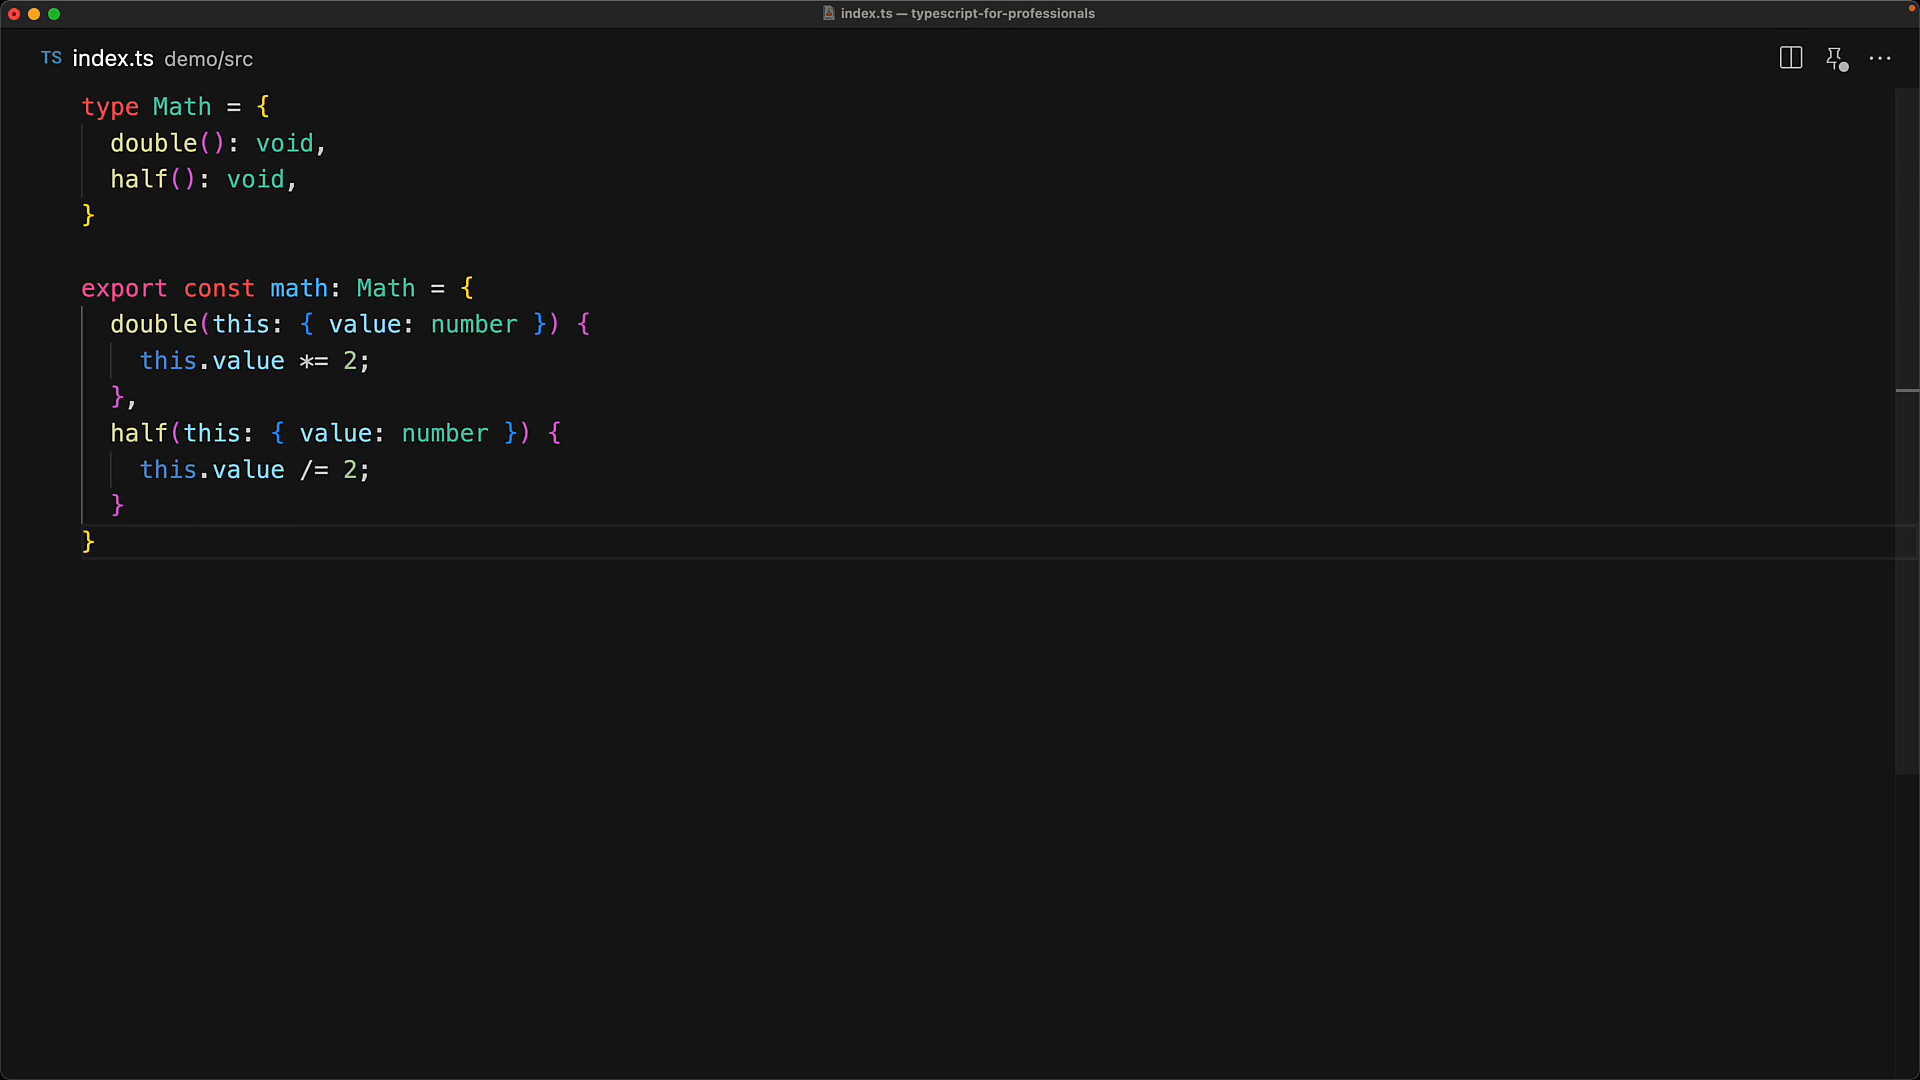 index.ts — typescript-for-professionals
TS index.ts demo/src
type Math = {
  double(): void,
  half(): void,
}

export const math: Math = {
  double(this: { value: number }) {
    this.value *= 2;
  },
  half(this: { value: number }) {
    this.value /= 2;
  }
}